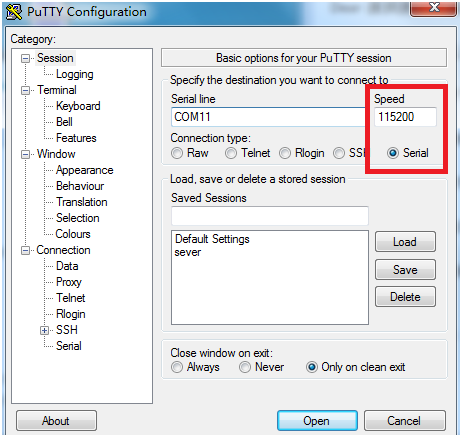 PuTTY Configuration
Category:
Session
Logging
Terminal
Keyboard
Bell
Features
Window
Appearance
Behaviour
Translation
Selection
Colours
Connection
Data
Proxy
Telnet
Rlogin
SSH
Serial
Basic options for your PuTTY session
Specify the destination you want to connect to
Serial line
Speed
COM11
115200
Connection type:
Raw Telnet Rlogin SSH Serial
Load, save or delete a stored session
Saved Sessions
Default Settings
sever
Load
Save
Delete
Close window on exit:
Always Never Only on clean exit
About
Open
Cancel